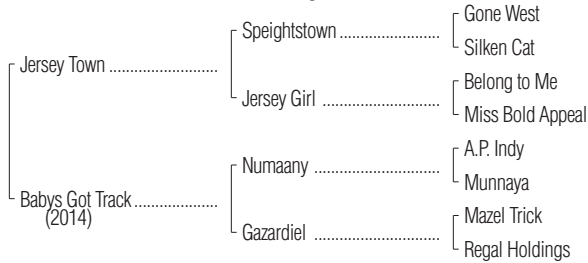 Gone West
Speightstown ....................
Silken Cat
Jersey Town ......................
Belong to Me
Jersey Girl ........................
Miss Bold Appeal
A.P. Indy
Numaany .........................
Munnaya
Babys Got Track .................
(2014)
Mazel Trick
Gazardiel .........................
Regal Holdings